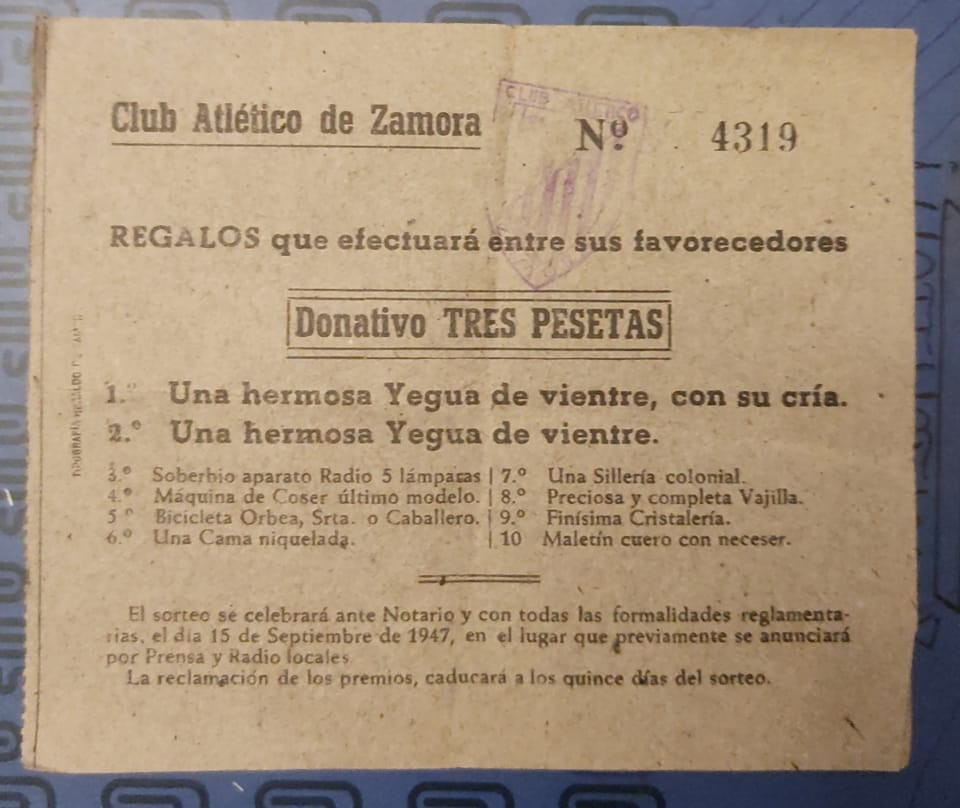 Club Atlético de Zamora
Nº 4319
CLUB ATLETICO
REGALOS que efectuará entre sus favorecedores
Donativo TRES PESETAS
1.º Una hermosa Yegua de vientre, con su cría.
2.º Una hermosa Yegua de vientre.
3.º Soberbio aparato Radio 5 lámparas | 7.º Una Sillería colonial.
4.º Máquina de Coser último modelo. | 8.º Preciosa y completa Vajilla.
5 º Bicicleta Orbea, Srta. o Caballero. | 9.º Finísima Cristalería.
6.º Una Cama niquelada. | 10 Maletín cuero con neceser.
El sorteo se celebrará ante Notario y con todas las formalidades reglamenta-
rias, el día 15 de Septiembre de 1947, en el lugar que previamente se anunciará
por Prensa y Radio locales
La reclamación de los premios, caducará a los quince días del sorteo.
TIPOGRAFÍA HERALDO